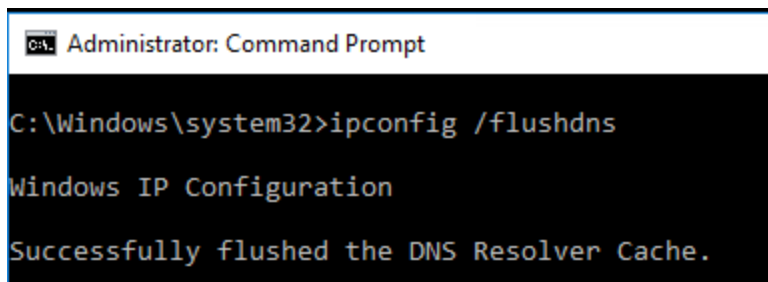 Administrator: Command Prompt
C:\Windows\system32>ipconfig /flushdns
Windows IP Configuration
Successfully flushed the DNS Resolver Cache.